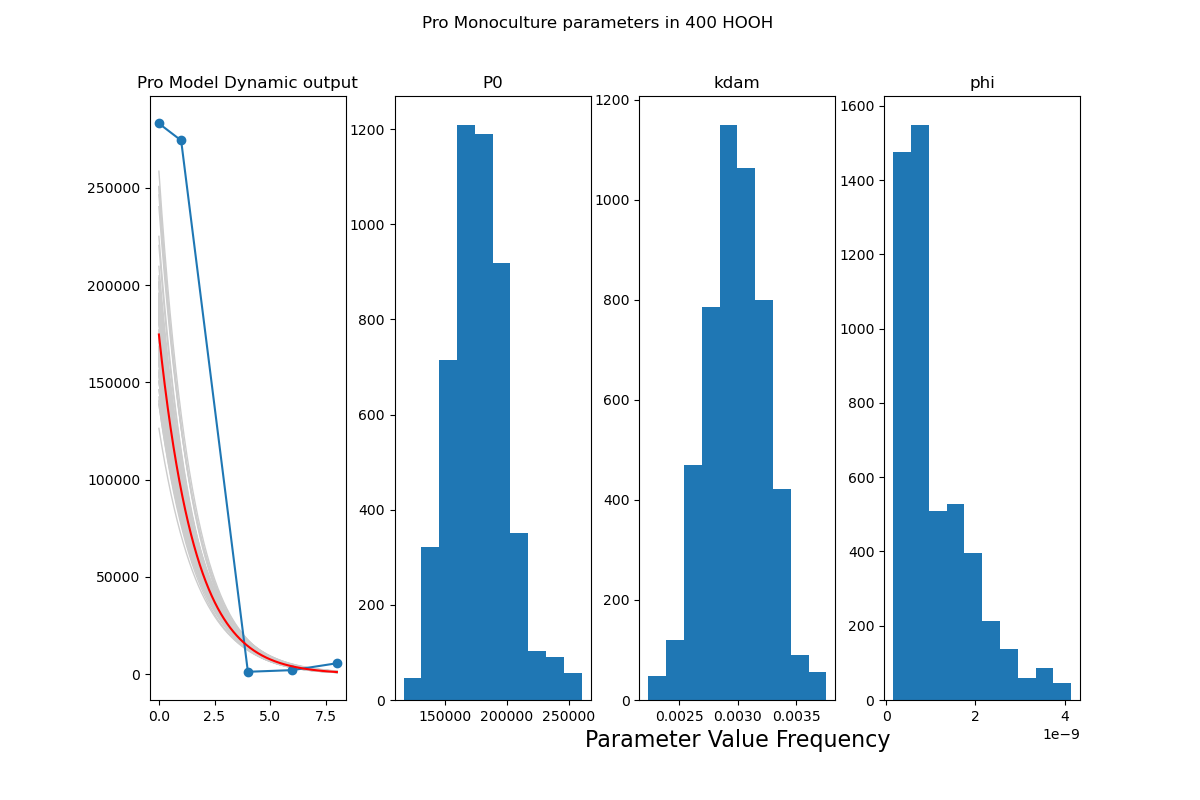 Pro Monoculture parameters in 400 HOOH
Pro Model Dynamic output
250000
200000
150000
100000
50000
0
0.0 2.5 5.0 7.5
P0
1200
1000
800
600
400
200
0
150000 200000 250000
kdam
1200
1000
800
600
400
200
0
0.0025 0.0030 0.0035
phi
1600
1400
1200
1000
800
600
400
200
0
0 2 4
1e−9
Parameter Value Frequency